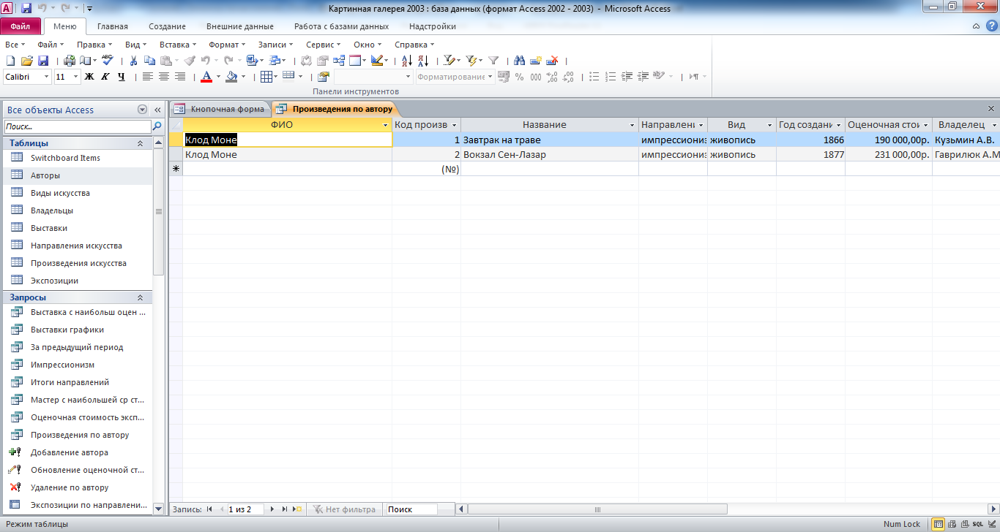 Картинная галерея 2003 : база данных (формат Access 2002 - 2003) - Microsoft Access
Файл Меню Главная Создание Внешние данные Работа с базами данных Надстройки
Все Файл Правка Вид Вставка Формат Записи Сервис Окно Справка
Calibri 11 Ж К Ч А Форматирование % 000
Панели инструментов
Все объекты Access
Поиск...
Таблицы
Switchboard Items
Авторы
Виды искусства
Владельцы
Выставки
Направления искусства
Произведения искусства
Экспозиции
Запросы
Выставка с наибольш оцен ...
Выставки графики
За предыдущий период
Импрессионизм
Итоги направлений
Мастер с наибольшей ср ст...
Оценочная стоимость эксп...
Произведения по автору
Добавление автора
Обновление оценочной ст...
Удаление по автору
Экспозиции по направлени...
Кнопочная форма Произведения по автору
ФИО Код произв Название Направлени Вид Год создани Оценочная стои Владелец
Клод Моне 1 Завтрак на траве импрессиониз живопись 1866 190 000,00р. Кузьмин А.В.
Клод Моне 2 Вокзал Сен-Лазар импрессиониз живопись 1877 231 000,00р. Гаврилюк А.М
(№)
Запись: 1 из 2 Нет фильтра Поиск
Режим таблицы Num Lock SQL